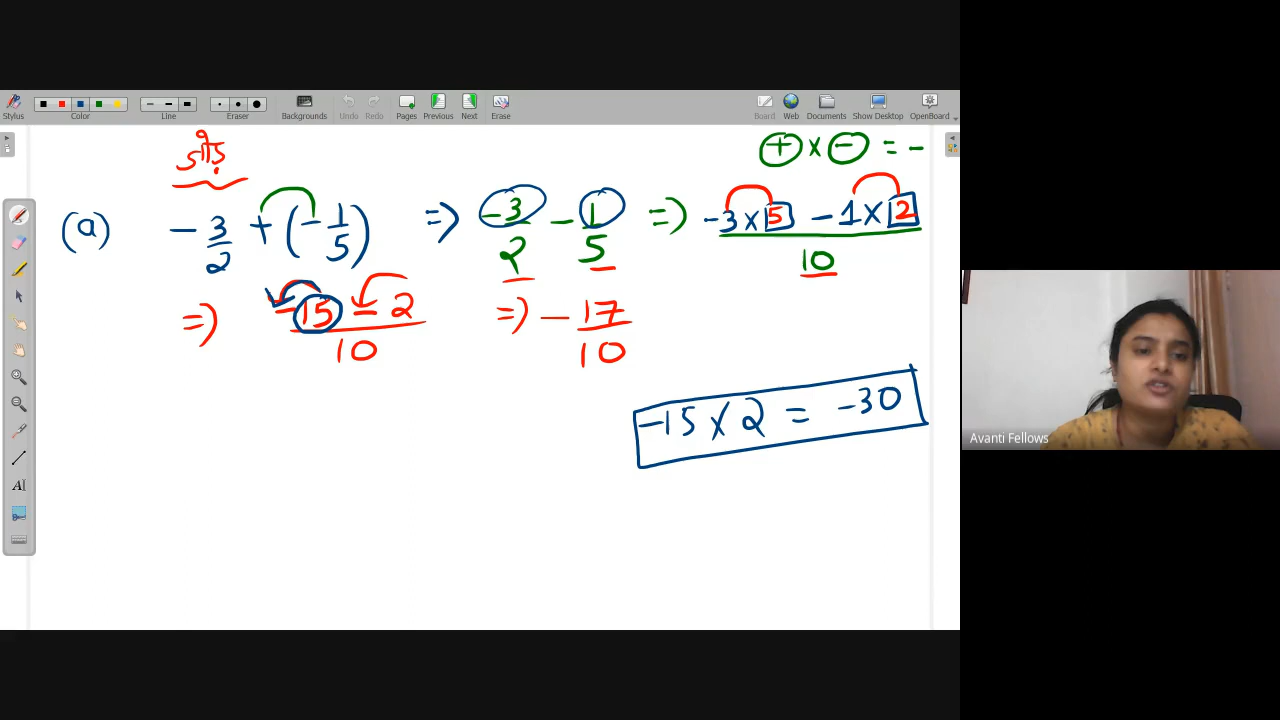 Stylus Color Line Eraser Backgrounds Undo Redo Pages Previous Next Erase Board Web Documents Show Desktop OpenBoard
जोड़
+ × - = -
(a) - 3/2 + (- 1/5) => -3/2 - 1/5 => (-3 × 5 - 1 × 2)/10
=> (-15 - 2)/10 => - 17/10
-15 × 2 = -30
Avanti Fellows